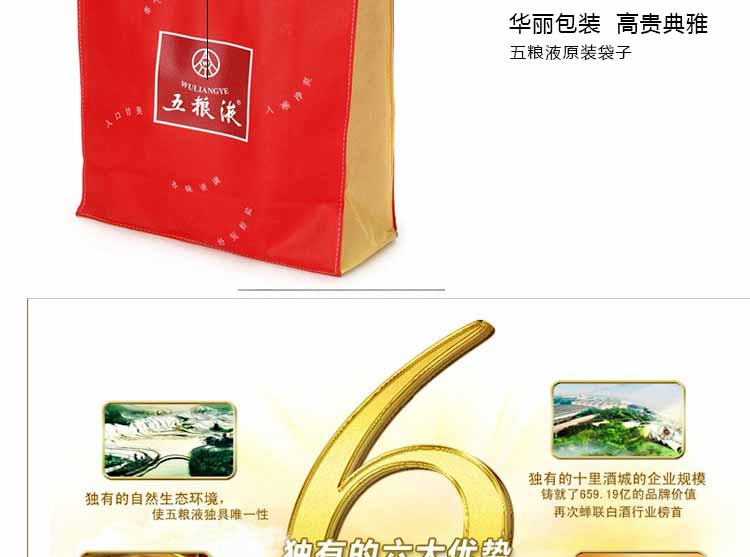 华丽包装 高贵典雅
五粮液原装袋子
WULIANGYE
五粮液®
入口甘美
6
独有的自然生态环境,
使五粮液独具唯一性
独有的十里酒城的企业规模
铸就了659.19亿的品牌价值
再次蝉联白酒行业榜首
独有的六大优势